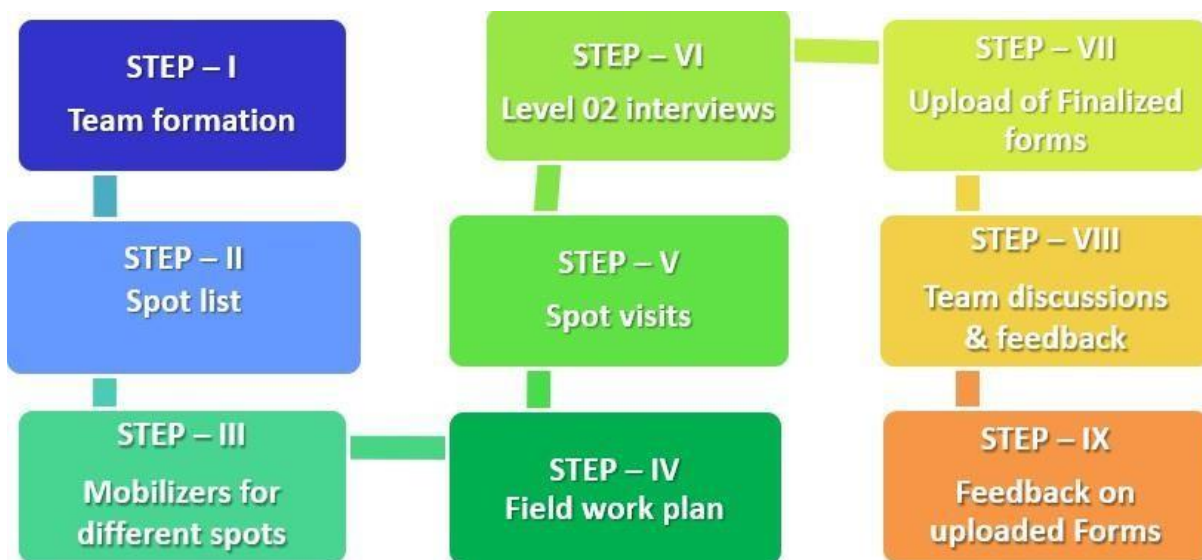 STEP – I
Team formation
STEP – II
Spot list
STEP – III
Mobilizers for
different spots
STEP – IV
Field work plan
STEP – V
Spot visits
STEP – VI
Level 02 interviews
STEP – VII
Upload of Finalized
forms
STEP – VIII
Team discussions
& feedback
STEP – IX
Feedback on
uploaded Forms